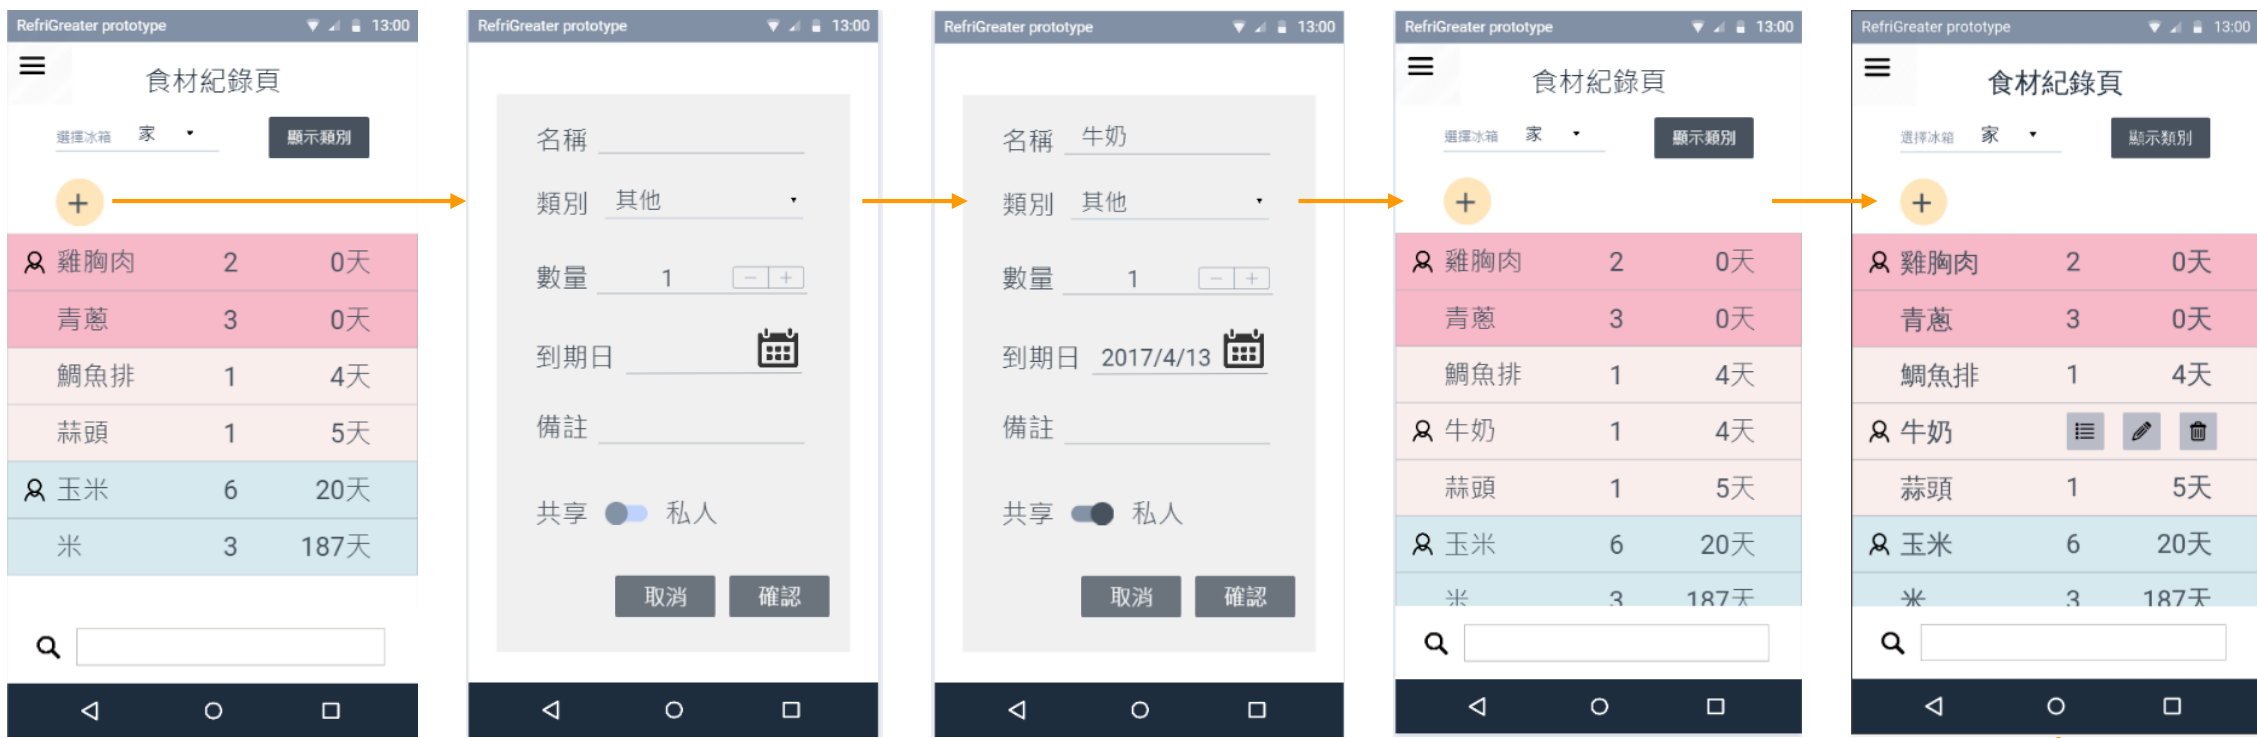 RefriGreater prototype 13:00
食材紀錄頁
選擇冰箱 家 顯示類別
+
雞胸肉 2 0天
青蔥 3 0天
鯛魚排 1 4天
蒜頭 1 5天
玉米 6 20天
米 3 187天
RefriGreater prototype 13:00
名稱
類別 其他
數量 1 − +
到期日
備註
共享 私人
取消 確認
RefriGreater prototype 13:00
名稱 牛奶
類別 其他
數量 1 − +
到期日 2017/4/13
備註
共享 私人
取消 確認
RefriGreater prototype 13:00
食材紀錄頁
選擇冰箱 家 顯示類別
+
雞胸肉 2 0天
青蔥 3 0天
鯛魚排 1 4天
牛奶 1 4天
蒜頭 1 5天
玉米 6 20天
米 3 187天
RefriGreater prototype 13:00
食材紀錄頁
選擇冰箱 家 顯示類別
+
雞胸肉 2 0天
青蔥 3 0天
鯛魚排 1 4天
牛奶
蒜頭 1 5天
玉米 6 20天
米 3 187天